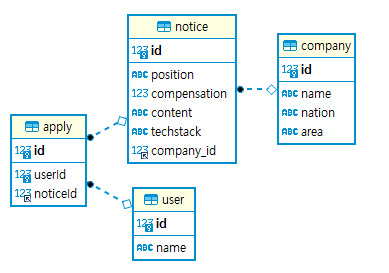 notice
123 id
ABC position
123 compensation
ABC content
ABC techstack
123 company_id
company
123 id
ABC name
ABC nation
ABC area
apply
123 id
123 userId
123 noticeId
user
123 id
ABC name